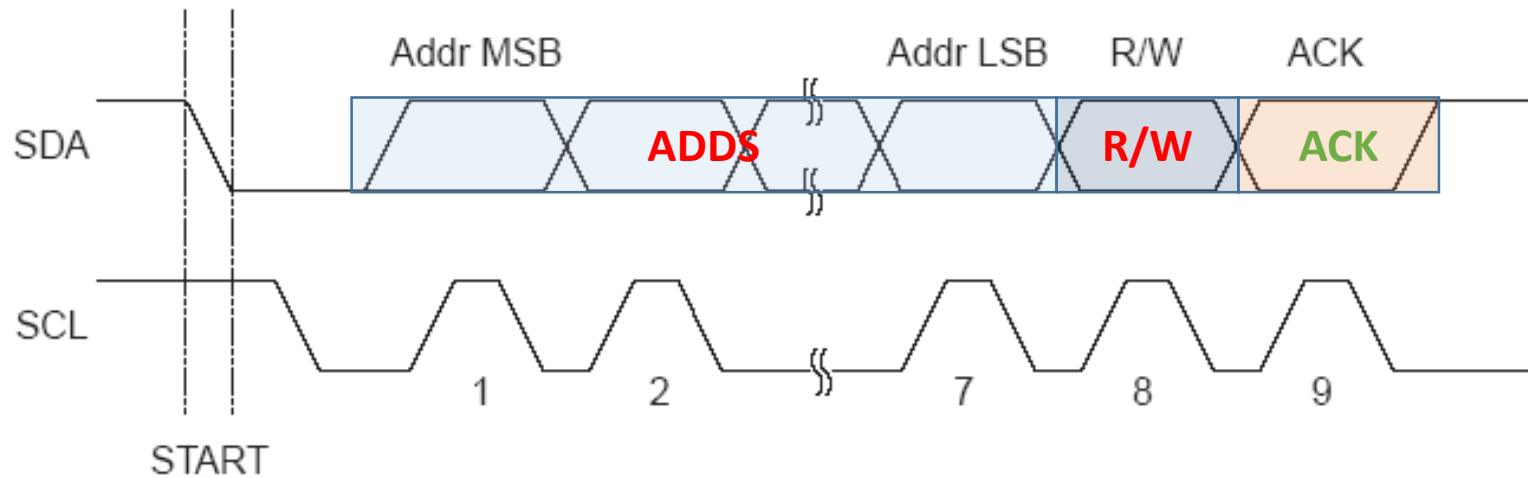 Addr MSB Addr LSB R/W ACK
SDA ADDS R/W ACK
SCL
1 2 7 8 9
START